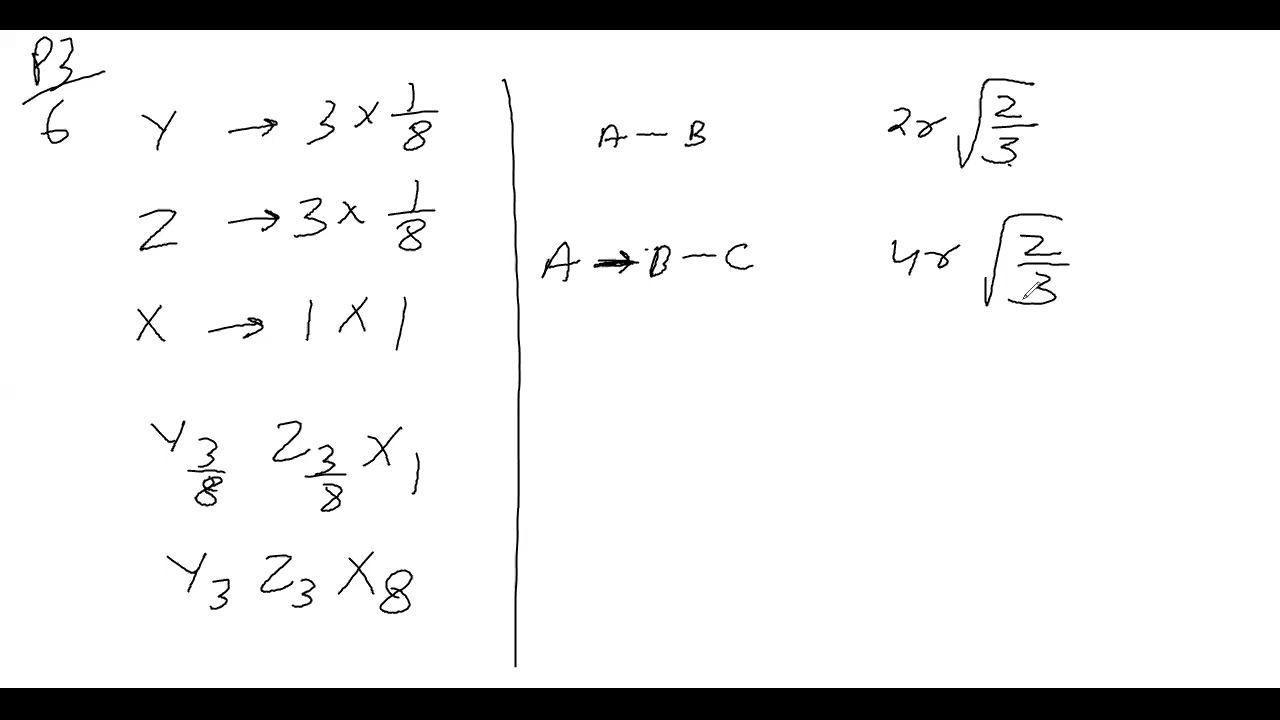 P3/6
Y → 3 × 1/8
Z → 3 × 1/8
X → 1 × 1
Y3/8 Z3/8 X1
Y3 Z3 X8
A — B 2r √(2/3)
A → B — C 4r √(2/3)